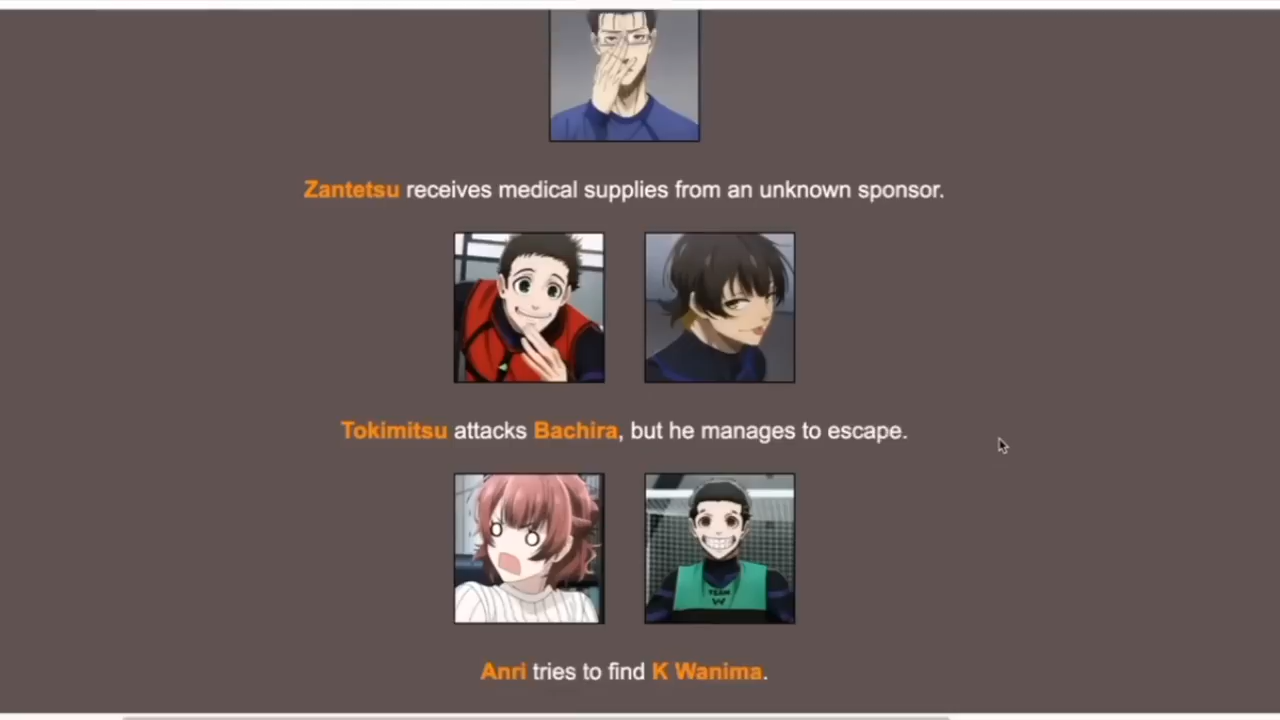 Zantetsu receives medical supplies from an unknown sponsor.
Tokimitsu attacks Bachira, but he manages to escape.
TEAM
W
Anri tries to find K Wanima.